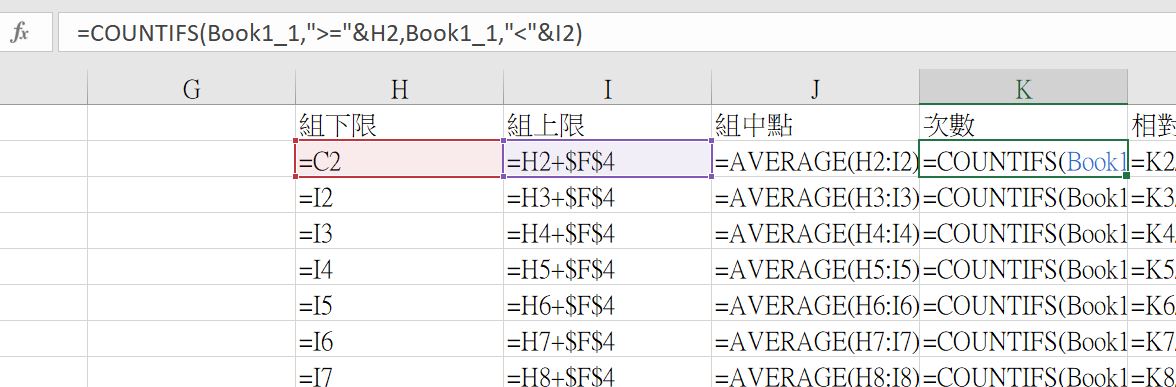 fx =COUNTIFS(Book1_1,">="&H2,Book1_1,"<"&I2)
G H I J K
組下限 組上限 組中點 次數 相對
=C2 =H2+$F$4 =AVERAGE(H2:I2) =COUNTIFS(Book1 =K2
=I2 =H3+$F$4 =AVERAGE(H3:I3) =COUNTIFS(Book1 =K3
=I3 =H4+$F$4 =AVERAGE(H4:I4) =COUNTIFS(Book1 =K4
=I4 =H5+$F$4 =AVERAGE(H5:I5) =COUNTIFS(Book1 =K5
=I5 =H6+$F$4 =AVERAGE(H6:I6) =COUNTIFS(Book1 =K6
=I6 =H7+$F$4 =AVERAGE(H7:I7) =COUNTIFS(Book1 =K7
=I7 =H8+$F$4 =AVERAGE(H8:I8) =COUNTIFS(Book1 =K8